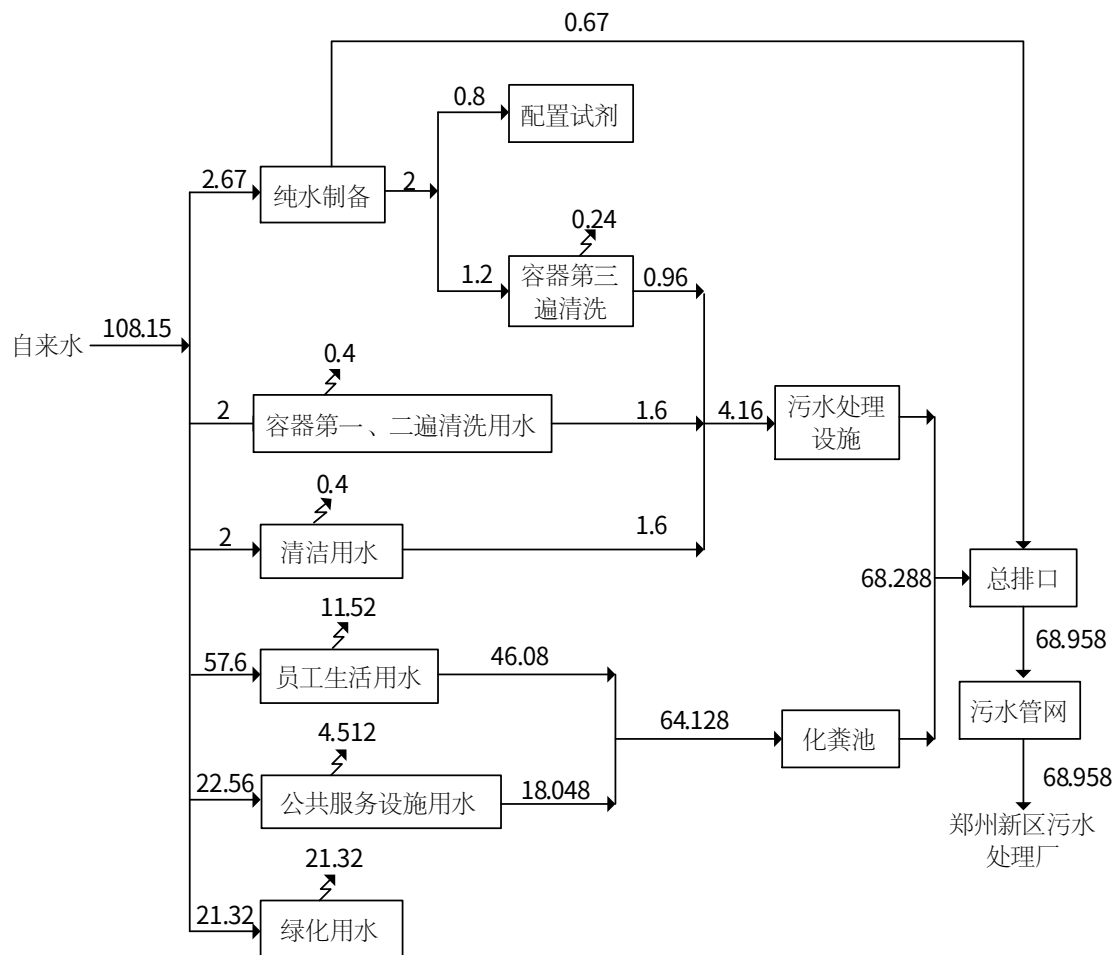 0.67
0.8
配置试剂
2.67
纯水制备
2
0.24
1.2
容器第三
遍清洗
0.96
自来水
108.15
0.4
2
容器第一、二遍清洗用水
1.6
4.16
污水处理
设施
0.4
2
清洁用水
1.6
68.288
总排口
11.52
57.6
员工生活用水
46.08
68.958
污水管网
64.128
化粪池
4.512
22.56
公共服务设施用水
18.048
68.958
郑州新区污水
处理厂
21.32
21.32
绿化用水